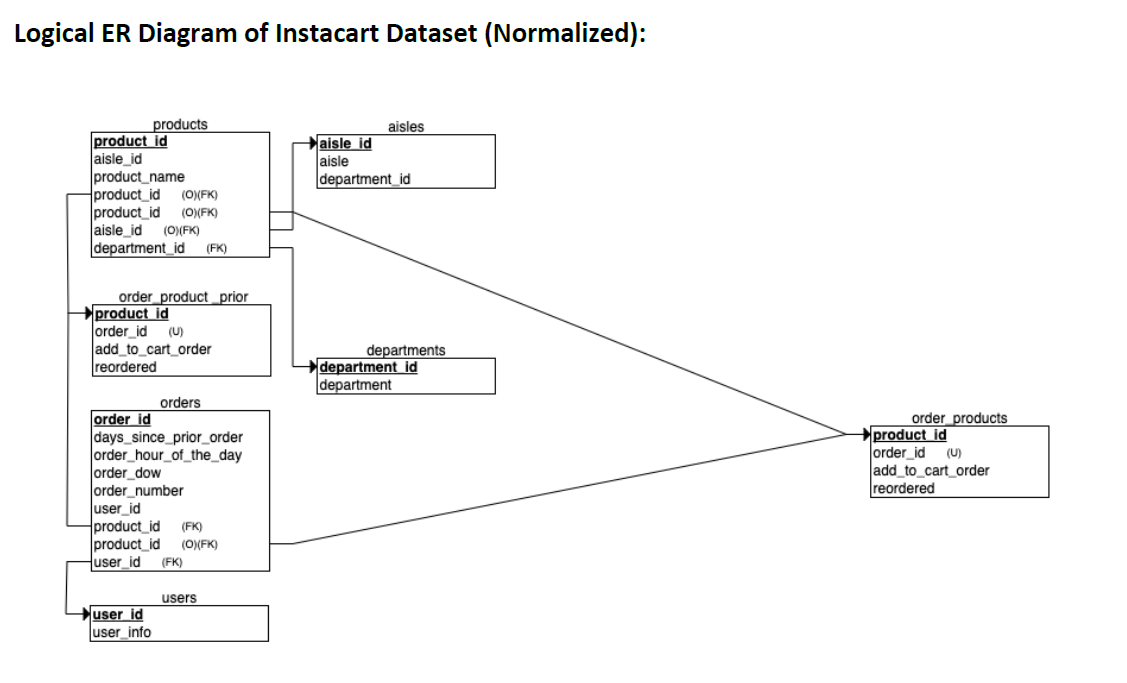 Logical ER Diagram of Instacart Dataset (Normalized):
products
product_id
aisle_id
product_name
product_id (O)(FK)
product_id (O)(FK)
aisle_id (O)(FK)
department_id (FK)
aisles
aisle_id
aisle
department_id
order_product _prior
product_id
order_id (U)
add_to_cart_order
reordered
departments
department_id
department
orders
order_id
days_since_prior_order
order_hour_of_the_day
order_dow
order_number
user_id
product_id (FK)
product_id (O)(FK)
user_id (FK)
order_products
product_id
order_id (U)
add_to_cart_order
reordered
users
user_id
user_info